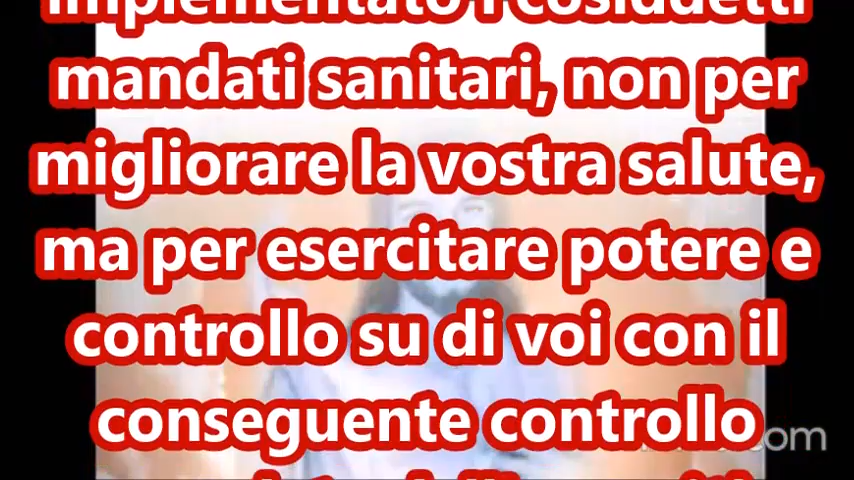 implementato i cosiddetti
mandati sanitari, non per
migliorare la vostra salute,
ma per esercitare potere e
controllo su di voi con il
conseguente controllo